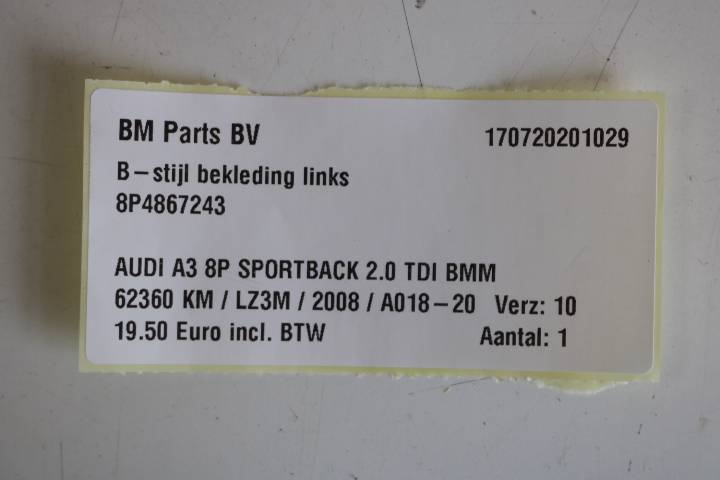 BM Parts BV 170720201029
B-stijl bekleding links
8P4867243
AUDI A3 8P SPORTBACK 2.0 TDI BMM
62360 KM / LZ3M / 2008 / A018-20 Verz: 10
19.50 Euro incl. BTW Aantal: 1